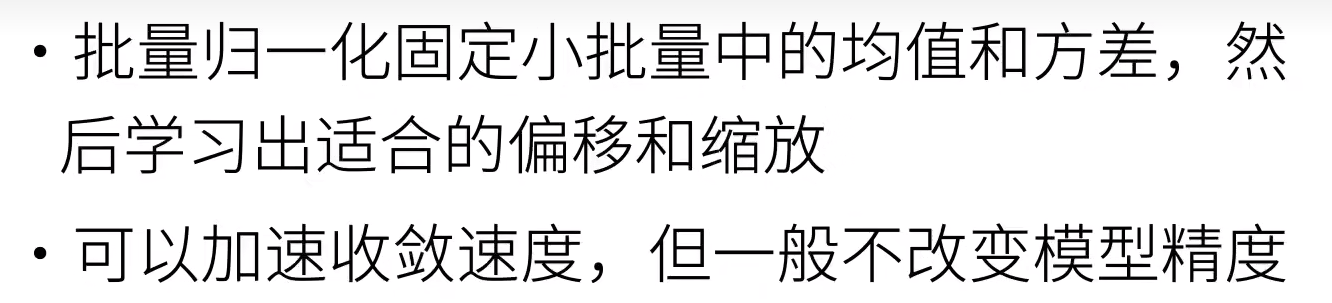 • 批量归一化固定小批量中的均值和方差，然
后学习出适合的偏移和缩放
• 可以加速收敛速度，但一般不改变模型精度